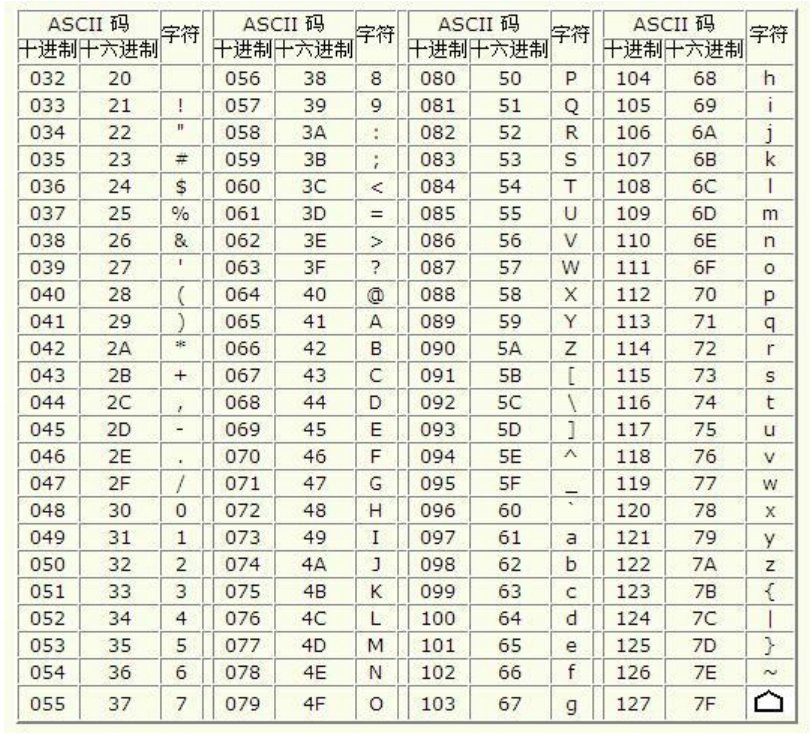 ASCII 码 字符 ASCII 码 字符 ASCII 码 字符 ASCII 码 字符
十进制 十六进制 十进制 十六进制 十进制 十六进制 十进制 十六进制
032 20 056 38 8 080 50 P 104 68 h
033 21 ! 057 39 9 081 51 Q 105 69 i
034 22 " 058 3A : 082 52 R 106 6A j
035 23 # 059 3B ; 083 53 S 107 6B k
036 24 $ 060 3C < 084 54 T 108 6C l
037 25 % 061 3D = 085 55 U 109 6D m
038 26 & 062 3E > 086 56 V 110 6E n
039 27 ' 063 3F ? 087 57 W 111 6F o
040 28 ( 064 40 @ 088 58 X 112 70 p
041 29 ) 065 41 A 089 59 Y 113 71 q
042 2A * 066 42 B 090 5A Z 114 72 r
043 2B + 067 43 C 091 5B [ 115 73 s
044 2C , 068 44 D 092 5C \ 116 74 t
045 2D - 069 45 E 093 5D ] 117 75 u
046 2E . 070 46 F 094 5E ^ 118 76 v
047 2F / 071 47 G 095 5F _ 119 77 w
048 30 0 072 48 H 096 60 ` 120 78 x
049 31 1 073 49 I 097 61 a 121 79 y
050 32 2 074 4A J 098 62 b 122 7A z
051 33 3 075 4B K 099 63 c 123 7B {
052 34 4 076 4C L 100 64 d 124 7C |
053 35 5 077 4D M 101 65 e 125 7D }
054 36 6 078 4E N 102 66 f 126 7E ~
055 37 7 079 4F O 103 67 g 127 7F ⌂